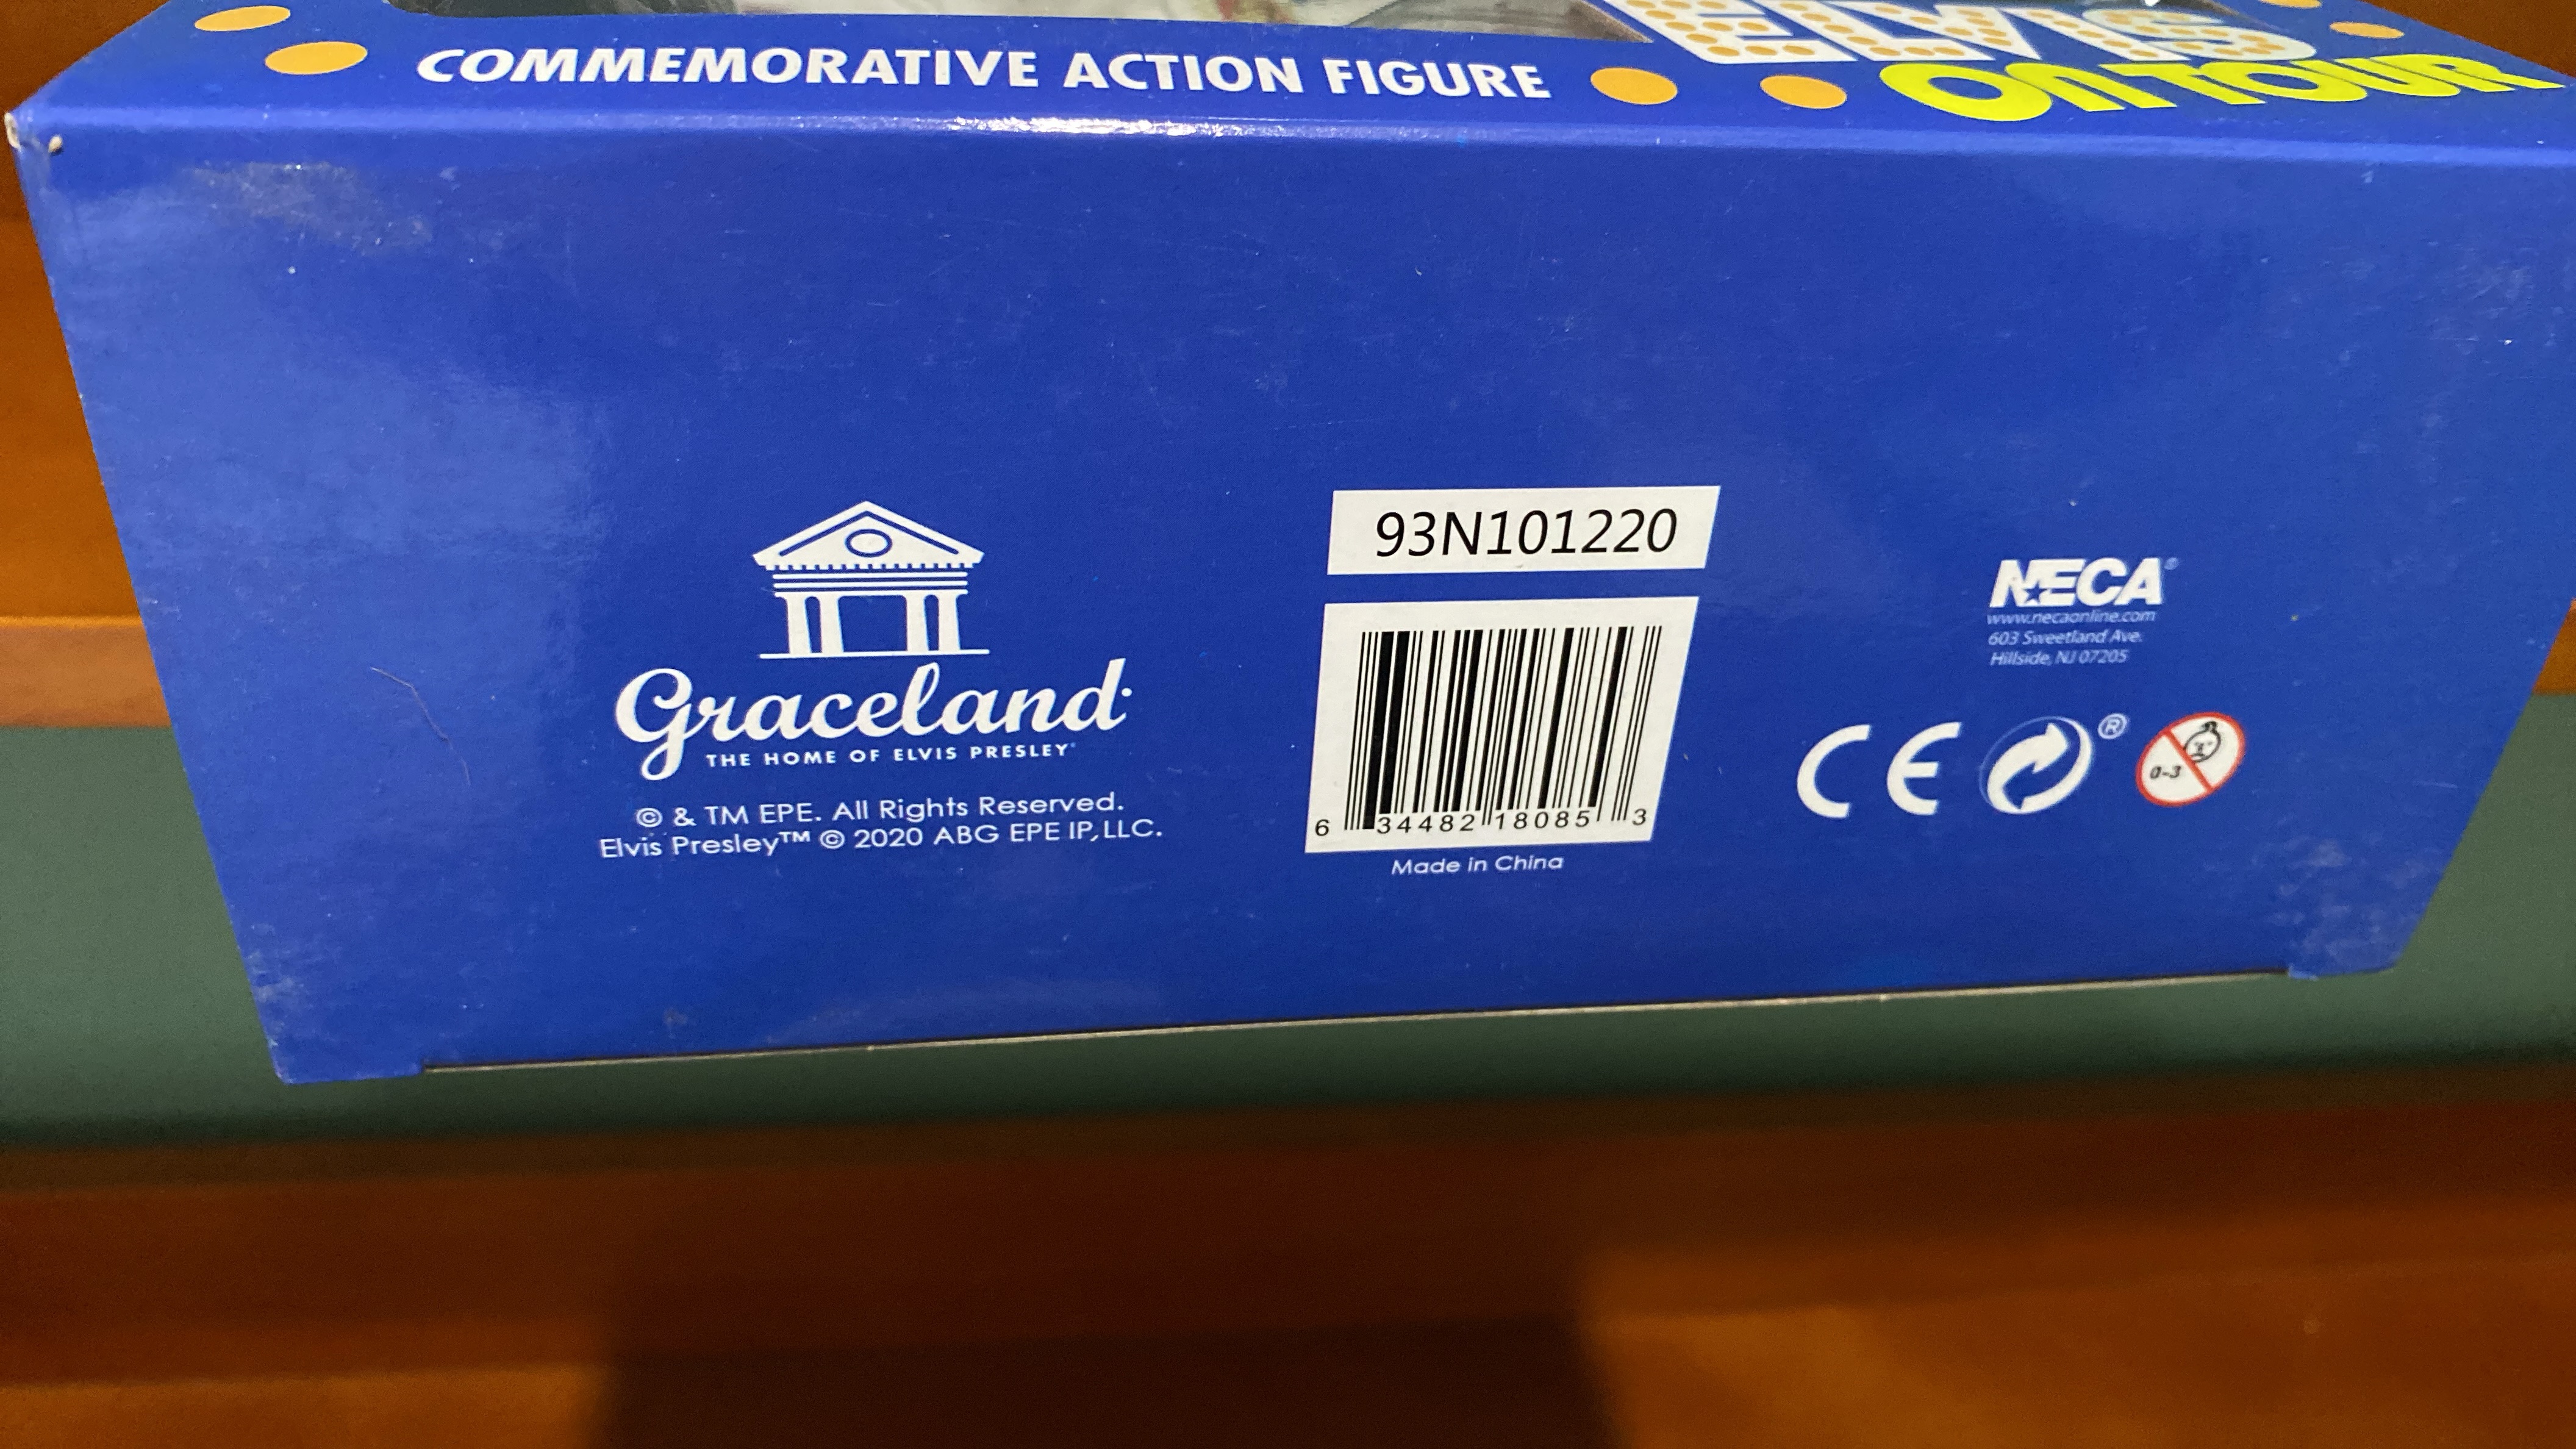 COMMEMORATIVE ACTION FIGURE
ELVIS
ON TOUR
Graceland
THE HOME OF ELVIS PRESLEY®
© & TM EPE. All Rights Reserved.
Elvis Presley™ © 2020 ABG EPE IP, LLC.
93N101220
6 34482 18085 3
Made in China
NECA®
www.necaonline.com
603 Sweetland Ave.
Hillside, NJ 07205
CE ®
0-3